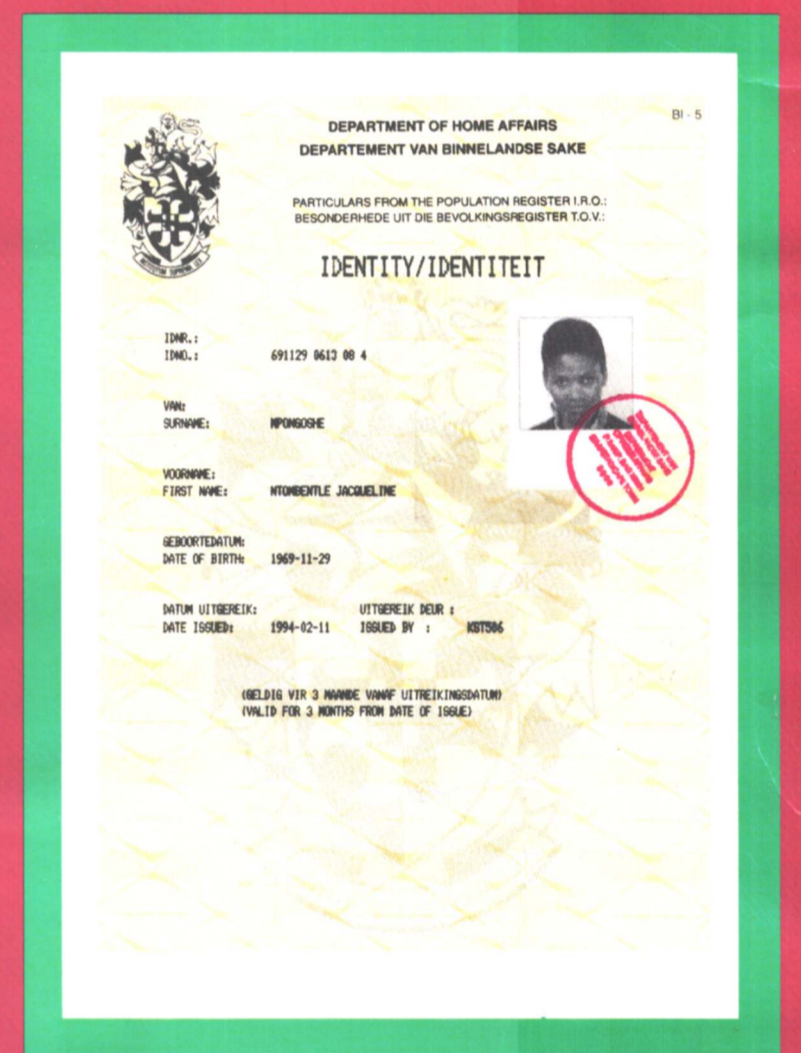 BI - 5
DEPARTMENT OF HOME AFFAIRS
DEPARTEMENT VAN BINNELANDSE SAKE
PARTICULARS FROM THE POPULATION REGISTER I.R.O.:
BESONDERHEDE UIT DIE BEVOLKINGSREGISTER T.O.V.:
IDENTITY/IDENTITEIT
IDNR.:
IDNO.: 691129 0613 08 4
VAN:
SURNAME: MPONGOSHE
VOORNAME:
FIRST NAME: NTOMBENTLE JACQUELINE
GEBOORTEDATUM:
DATE OF BIRTH: 1969-11-29
DATUM UITGEREIK: UITGEREIK DEUR :
DATE ISSUED: 1994-02-11 ISSUED BY : KST506
(GELDIG VIR 3 MAANDE VANAF UITREIKINGSDATUM)
(VALID FOR 3 MONTHS FROM DATE OF ISSUE)